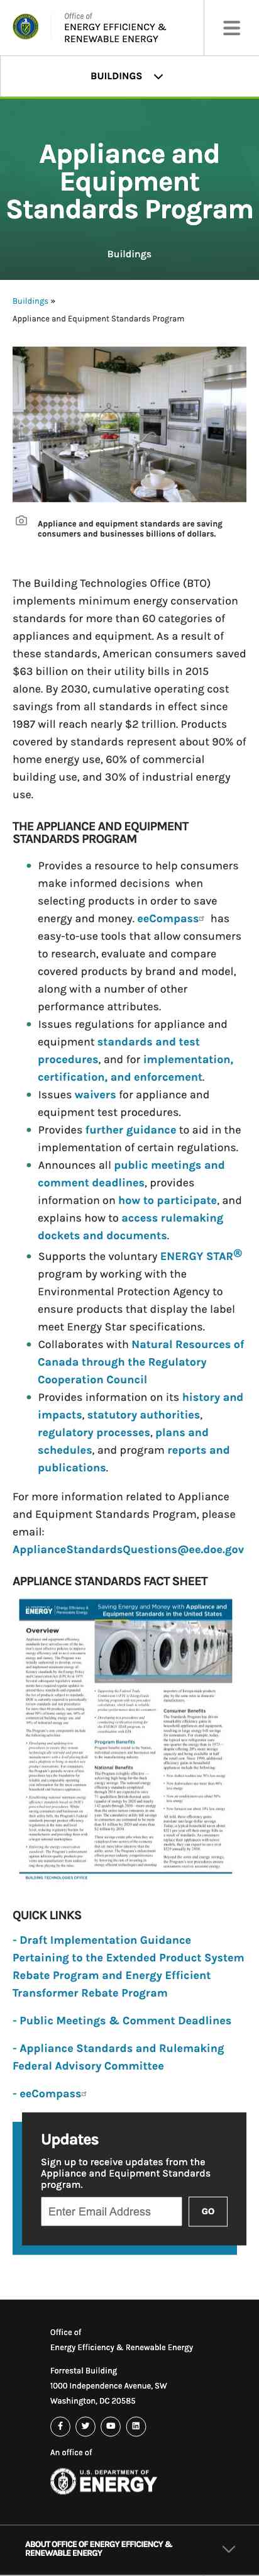 Office of
ENERGY EFFICIENCY &
RENEWABLE ENERGY
BUILDINGS
Appliance and
Equipment
Standards Program
Buildings
Buildings »
Appliance and Equipment Standards Program
Appliance and equipment standards are saving
consumers and businesses billions of dollars.
The Building Technologies Office (BTO)
implements minimum energy conservation
standards for more than 60 categories of
appliances and equipment. As a result of
these standards, American consumers saved
$63 billion on their utility bills in 2015
alone. By 2030, cumulative operating cost
savings from all standards in effect since
1987 will reach nearly $2 trillion. Products
covered by standards represent about 90% of
home energy use, 60% of commercial
building use, and 30% of industrial energy
use.
THE APPLIANCE AND EQUIPMENT
STANDARDS PROGRAM
Provides a resource to help consumers
make informed decisions when
selecting products in order to save
energy and money. eeCompass has
easy-to-use tools that allow consumers
to research, evaluate and compare
covered products by brand and model,
along with a number of other
performance attributes.
Issues regulations for appliance and
equipment standards and test
procedures, and for implementation,
certification, and enforcement.
Issues waivers for appliance and
equipment test procedures.
Provides further guidance to aid in the
implementation of certain regulations.
Announces all public meetings and
comment deadlines, provides
information on how to participate, and
explains how to access rulemaking
dockets and documents.
Supports the voluntary ENERGY STAR®
program by working with the
Environmental Protection Agency to
ensure products that display the label
meet Energy Star specifications.
Collaborates with Natural Resources of
Canada through the Regulatory
Cooperation Council
Provides information on its history and
impacts, statutory authorities,
regulatory processes, plans and
schedules, and program reports and
publications.
For more information related to Appliance
and Equipment Standards Program, please
email:
ApplianceStandardsQuestions@ee.doe.gov
APPLIANCE STANDARDS FACT SHEET
ENERGY Energy Efficiency & Renewable Energy
Saving Energy and Money with Appliance and
Equipment Standards in the United States
Overview
Program Benefits
National Benefits
Consumer Benefits
BUILDING TECHNOLOGIES OFFICE
QUICK LINKS
- Draft Implementation Guidance
Pertaining to the Extended Product System
Rebate Program and Energy Efficient
Transformer Rebate Program
- Public Meetings & Comment Deadlines
- Appliance Standards and Rulemaking
Federal Advisory Committee
- eeCompass
Updates
Sign up to receive updates from the
Appliance and Equipment Standards
program.
Enter Email Address
GO
Office of
Energy Efficiency & Renewable Energy
Forrestal Building
1000 Independence Avenue, SW
Washington, DC 20585
An office of
U.S. DEPARTMENT OF
ENERGY
ABOUT OFFICE OF ENERGY EFFICIENCY &
RENEWABLE ENERGY